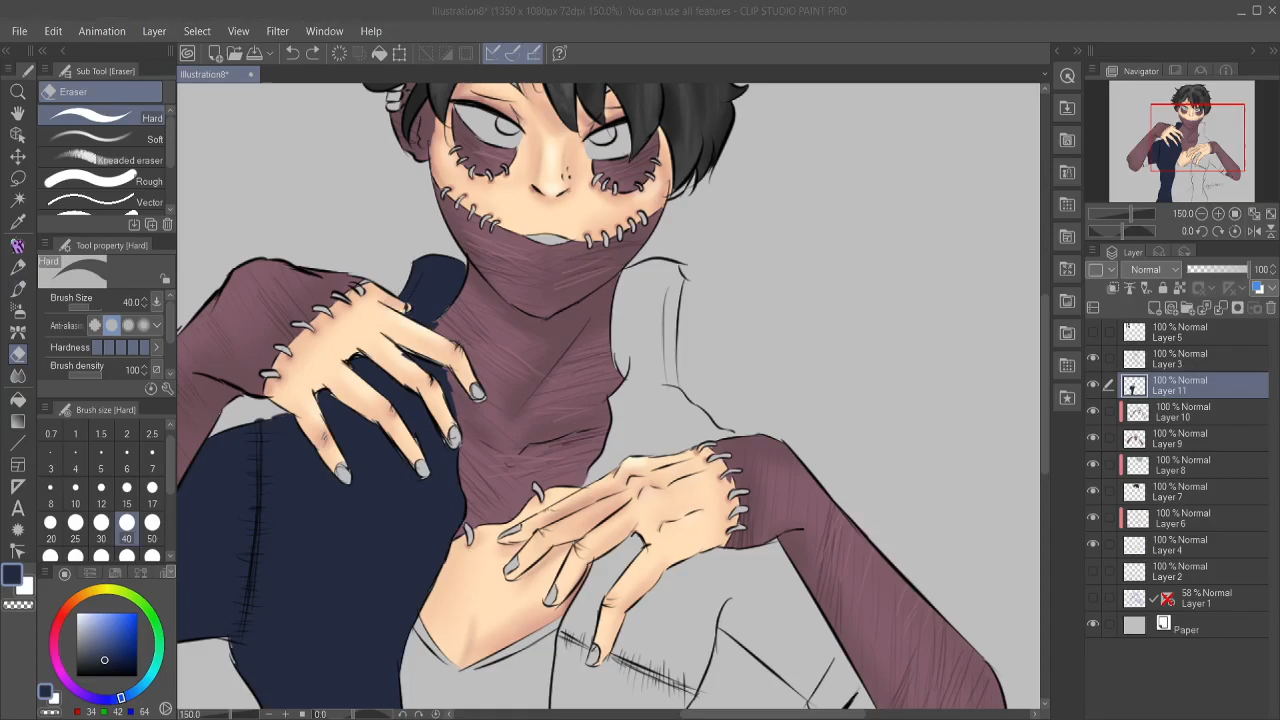 Illustration8* (1350 x 1080px 72dpi 150.0%)  You can use all features - CLIP STUDIO PAINT PRO
File Edit Animation Layer Select View Filter Window Help
Sub Tool [Eraser]
Illustration8*
Navigator
Eraser
Hard
Soft
Kneaded eraser
Rough
Vector
150.0
0.0
Tool property [Hard]
Hard
Layer
Normal 100
Brush Size 40.0
Anti-aliasing
Hardness
Brush density 100
Brush size [Hard]
0.7 1 1.5 2 2.5
3 4 5 6 7
8 10 12 15 17
20 25 30 40 50
100 % Normal
Layer 5
100 % Normal
Layer 3
100 % Normal
Layer 11
100 % Normal
Layer 10
100 % Normal
Layer 9
100 % Normal
Layer 8
100 % Normal
Layer 7
100 % Normal
Layer 6
100 % Normal
Layer 4
100 % Normal
Layer 2
58 % Normal
Layer 1
Paper
34 42 64
150.0 0.0